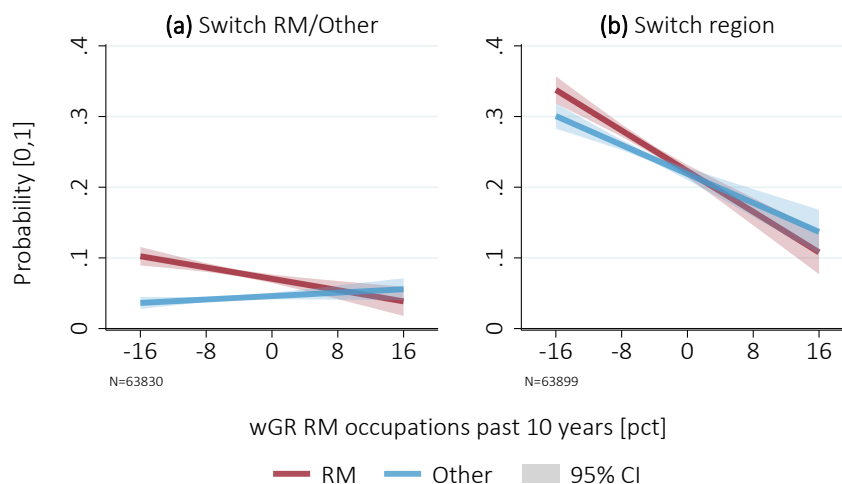 (a) Switch RM/Other
(b) Switch region
Probability [0,1]
.4
.3
.2
.1
0
-16 -8 0 8 16
N=63830
.4
.3
.2
.1
0
-16 -8 0 8 16
N=63899
wGR RM occupations past 10 years [pct]
RM Other 95% CI